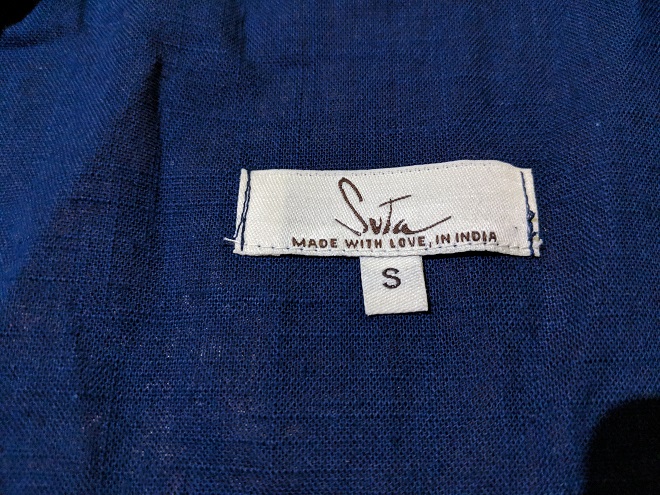 Suta
MADE WITH LOVE, IN INDIA
S